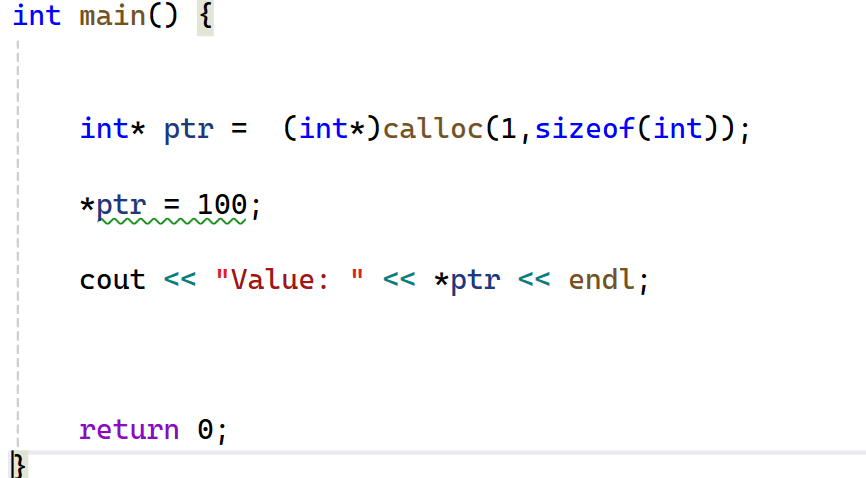 int main() {
int* ptr =  (int*)calloc(1,sizeof(int));
*ptr = 100;
cout << "Value: " << *ptr << endl;
return 0;
}